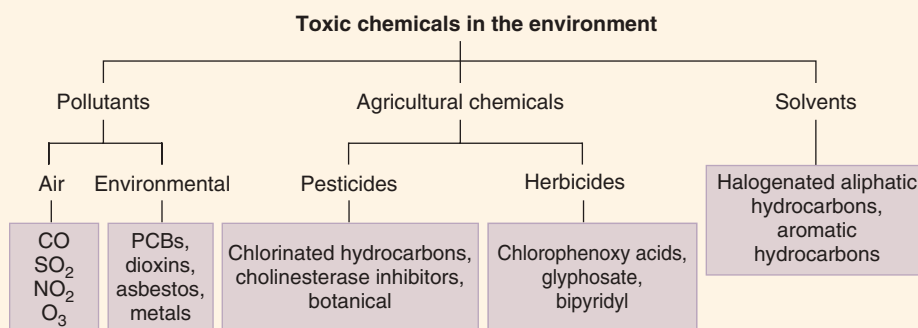 Toxic chemicals in the environment
Pollutants
Agricultural chemicals
Solvents
Air
Environmental
Pesticides
Herbicides
CO
SO₂
NO₂
O₃
PCBs,
dioxins,
asbestos,
metals
Chlorinated hydrocarbons,
cholinesterase inhibitors,
botanical
Chlorophenoxy acids,
glyphosate,
bipyridyl
Halogenated aliphatic
hydrocarbons,
aromatic
hydrocarbons